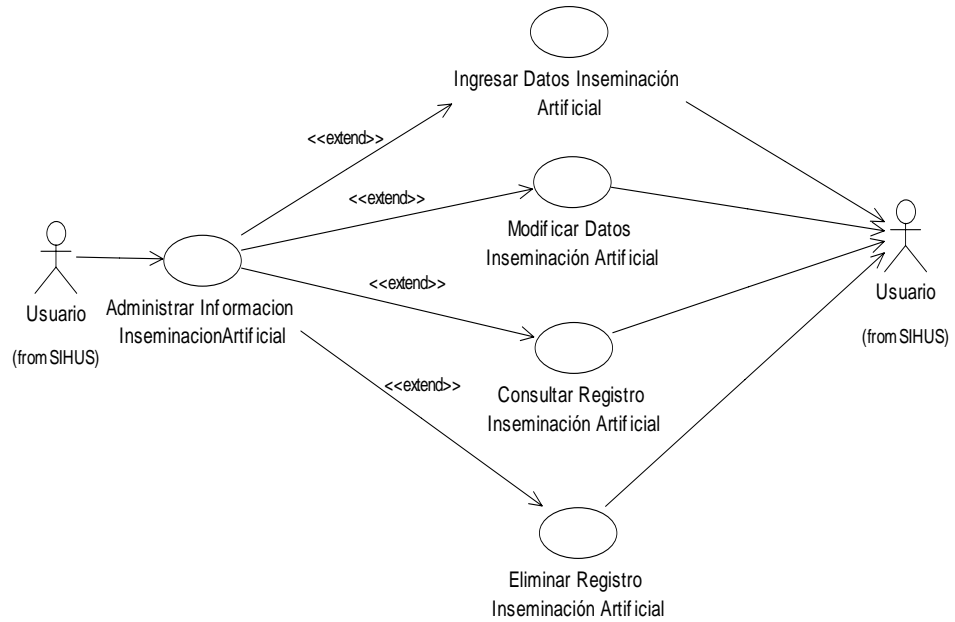 Ingresar Datos Inseminación
Artificial
<<extend>>
<<extend>>
Modificar Datos
Inseminación Artificial
Usuario
(from SIHUS)
Administrar Informacion
InseminacionArtificial
<<extend>>
Usuario
(from SIHUS)
<<extend>>
Consultar Registro
Inseminación Artificial
Eliminar Registro
Inseminación Artificial